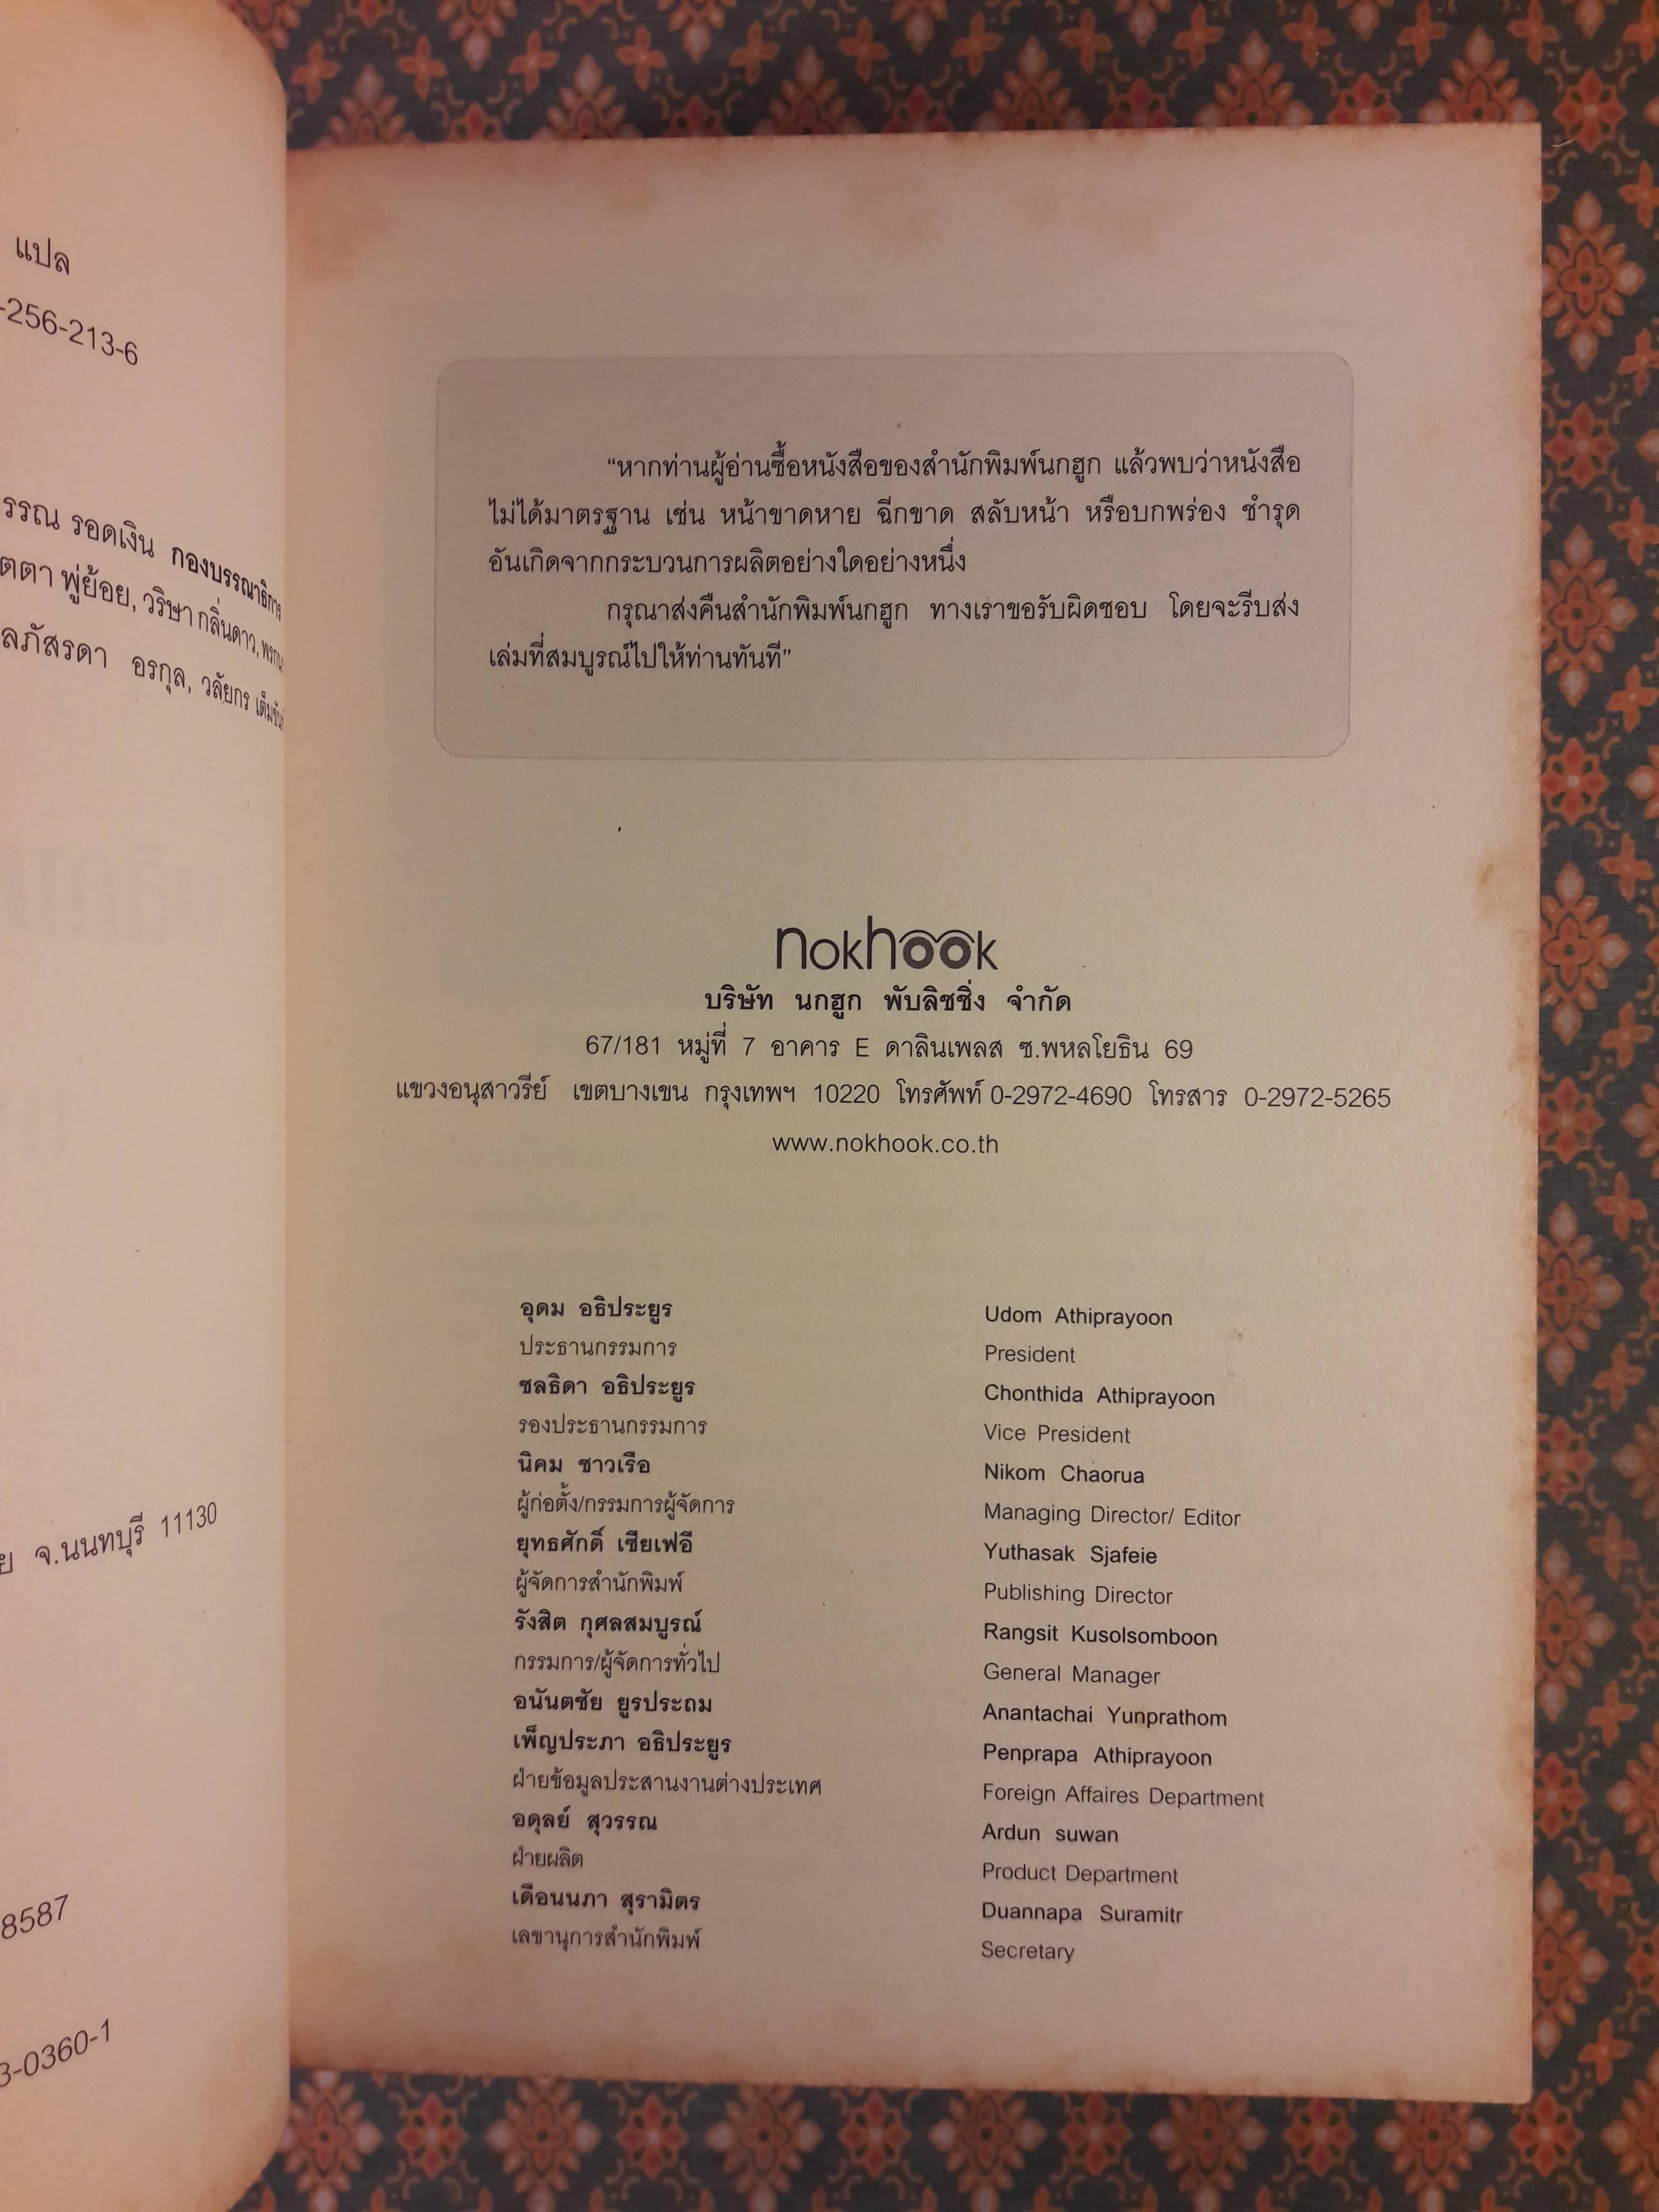 แปล
-256-213-6
รรณ รอดเงิน กองบรรณาธิการ
ตตา พู่ย้อย, วริษา กลิ่นดาว,
ลภัสรดา อรกุล, วลัยกร
จ.นนทบุรี 11130
8587
3-0360-1
“หากท่านผู้อ่านซื้อหนังสือของสำนักพิมพ์นกฮูก แล้วพบว่าหนังสือ
ไม่ได้มาตรฐาน เช่น หน้าขาดหาย ฉีกขาด สลับหน้า หรือบกพร่อง ชำรุด
อันเกิดจากกระบวนการผลิตอย่างใดอย่างหนึ่ง
กรุณาส่งคืนสำนักพิมพ์นกฮูก ทางเราขอรับผิดชอบ โดยจะรีบส่ง
เล่มที่สมบูรณ์ไปให้ท่านทันที”
nokhook
บริษัท นกฮูก พับลิชชิ่ง จำกัด
67/181 หมู่ที่ 7 อาคาร E ดาลินเพลส ซ.พหลโยธิน 69
แขวงอนุสาวรีย์ เขตบางเขน กรุงเทพฯ 10220 โทรศัพท์ 0-2972-4690 โทรสาร 0-2972-5265
www.nokhook.co.th
อุดม อธิประยูร Udom Athiprayoon
ประธานกรรมการ President
ชลธิดา อธิประยูร Chonthida Athiprayoon
รองประธานกรรมการ Vice President
นิคม ชาวเรือ Nikom Chaorua
ผู้ก่อตั้ง/กรรมการผู้จัดการ Managing Director/ Editor
ยุทธศักดิ์ เซียเฟอี Yuthasak Sjafeie
ผู้จัดการสำนักพิมพ์ Publishing Director
รังสิต กุศลสมบูรณ์ Rangsit Kusolsomboon
กรรมการ/ผู้จัดการทั่วไป General Manager
อนันตชัย ยูรประถม Anantachai Yunprathom
เพ็ญประภา อธิประยูร Penprapa Athiprayoon
ฝ่ายข้อมูลประสานงานต่างประเทศ Foreign Affaires Department
อดุลย์ สุวรรณ Ardun suwan
ฝ่ายผลิต Product Department
เดือนนภา สุรามิตร Duannapa Suramitr
เลขานุการสำนักพิมพ์ Secretary